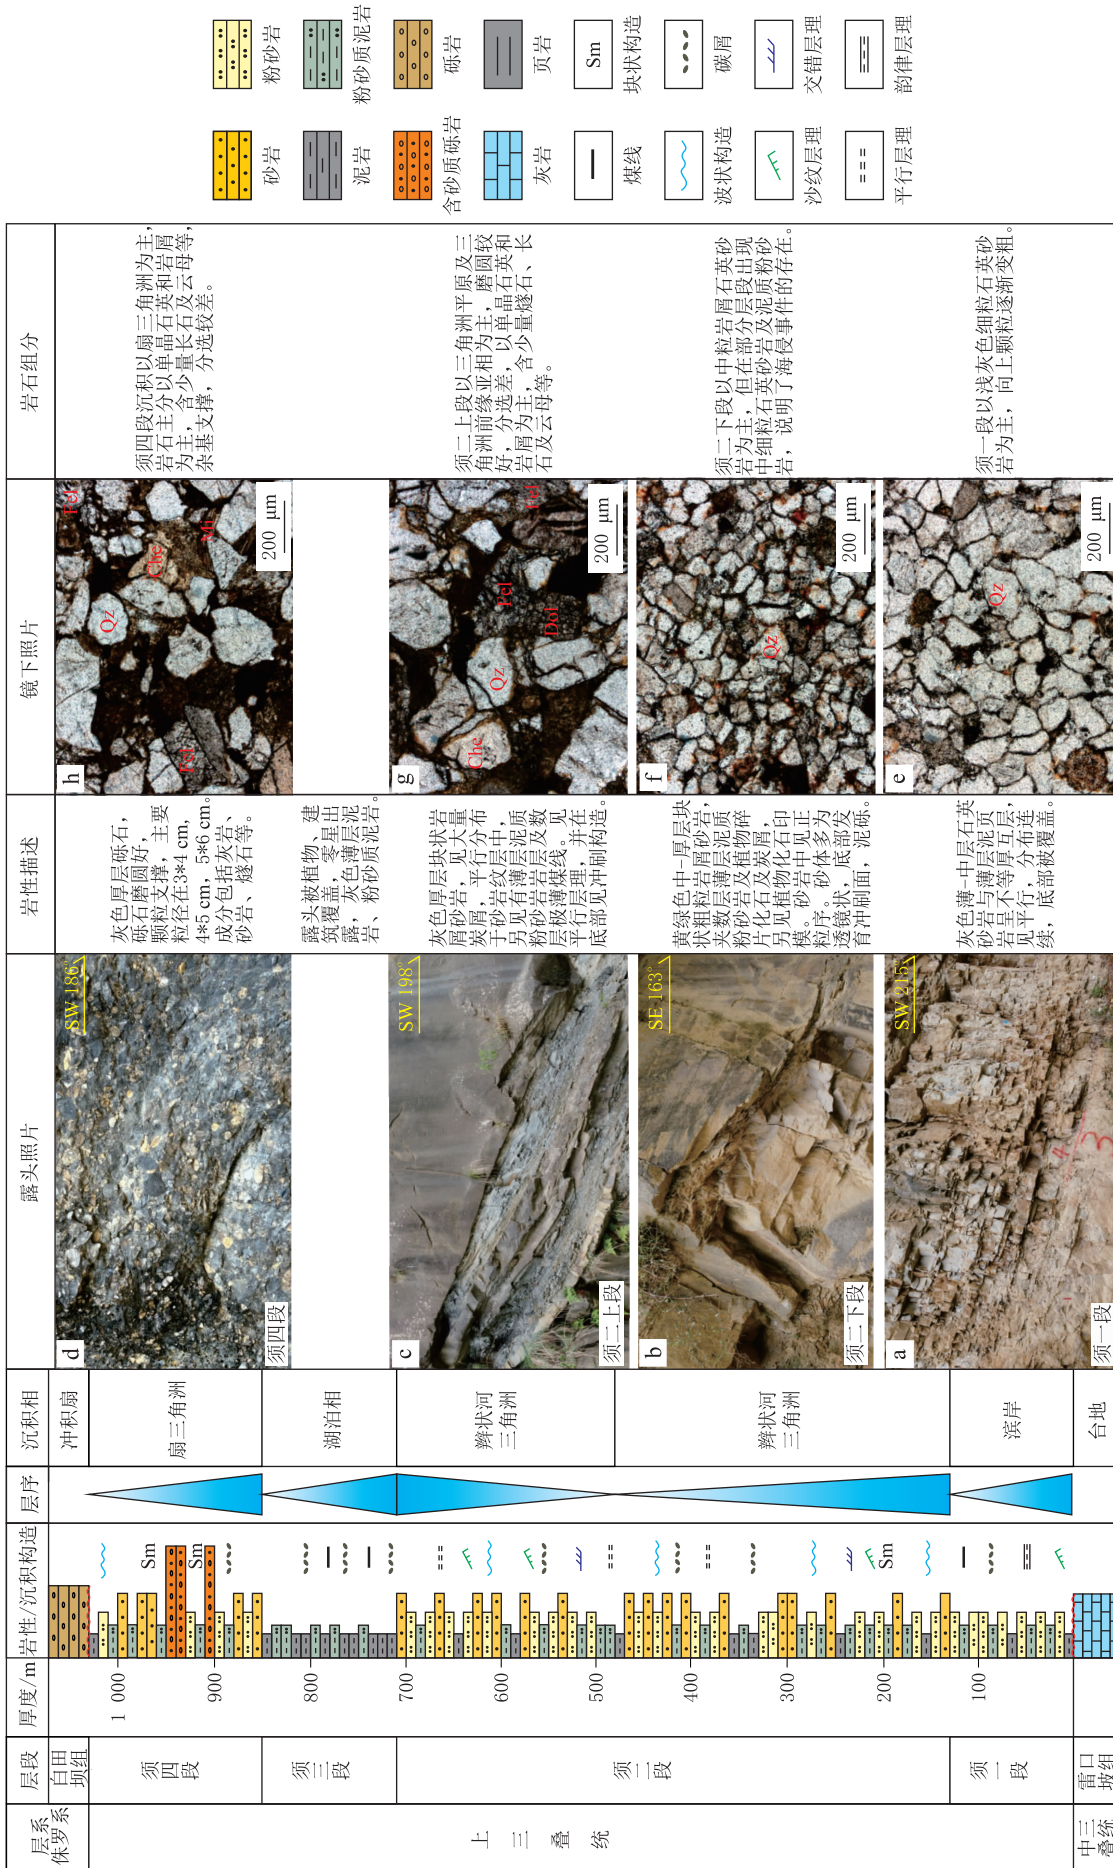 层系
层段
厚度/m
岩性/沉积构造
层序
沉积相
露头照片
岩性描述
镜下照片
岩石组分
侏罗系
白田
坝组
冲积扇
上三叠统
须四段
1 000
900
Sm
Sm
扇三角洲
d
SW 186°
须四段
灰色厚层砾石,
砾石磨圆好,
颗粒支撑,主要
粒径在3*4 cm,
4*5 cm, 5*6 cm。
成分包括灰岩、
砂岩、燧石等。
h
Fel
Qz
Che
Mi
Fel
200 μm
须四段沉积以扇三角洲为主,
岩石主分以单晶石英和岩屑
为主,含少量长石及云母等,
杂基支撑,分选较差。
须三段
800
湖泊相
露头被植物、建
筑覆盖,零星出
露,灰色薄层泥
岩、粉砂质泥岩。
须二段
700
600
500
辫状河
三角洲
c
SW 198°
须二上段
灰色厚层块状岩
屑砂岩,见大量
炭屑,平行分布
于砂岩纹层中,
另见有薄层泥质
粉砂岩岩层及数
层极薄煤线。见
平行层理,并在
底部见冲刷构造。
g
Che
Qz
Fel
Dol
Fel
200 μm
须二上段以三角洲平原及三
角洲前缘亚相为主,磨圆较
好,分选差,以单晶石英和
岩屑为主,含少量燧石、长
石及云母等。
400
300
200
Sm
辫状河
三角洲
b
SE 163°
须二下段
黄绿色中-厚层块
状粗粒岩屑砂岩,
夹数层薄层泥质
粉砂岩及植物碎
片化石及炭屑,
另见植物化石印
模。砂岩中见正
粒序。砂体多为
透镜状,底部发
育冲刷面,泥砾。
f
Qz
200 μm
须二下段以中粒岩屑石英砂
岩为主,但在部分层段出现
中细粒石英砂岩及泥质粉砂
岩,说明了海侵事件的存在。
须一段
100
滨岸
a
SW 215°
须一段
灰色薄-中层石英
砂岩与薄层泥页
岩呈不等厚互层,
见平行,分布连
续,底部被覆盖。
e
Qz
200 μm
须一段以浅灰色细粒石英砂
岩为主,向上颗粒逐渐变粗。
中三
叠统
雷口
坡组
台地
砂岩
粉砂岩
泥岩
粉砂质泥岩
含砂质砾岩
砾岩
灰岩
页岩
煤线
Sm
块状构造
波状构造
碳屑
沙纹层理
交错层理
平行层理
韵律层理